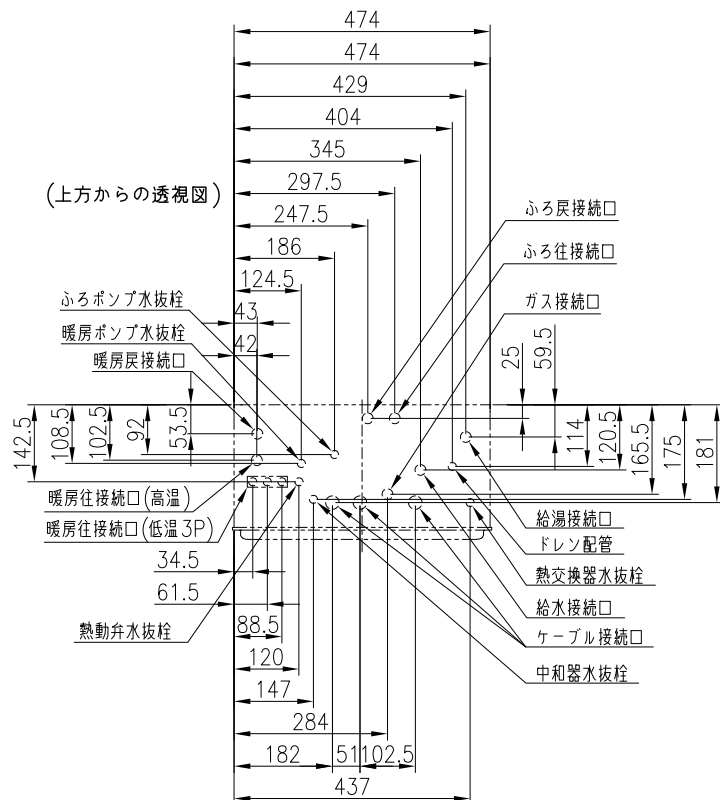 474
474
429
404
345
297.5
(上方からの透視図)
247.5
ふろ戻接続口
186
ふろ往接続口
124.5
ふろポンプ水抜栓
43
ガス接続口
暖房ポンプ水抜栓
42
暖房戻接続口
25
59.5
142.5
108.5
102.5
92
53.5
114
120.5
165.5
175
181
暖房往接続口(高温)
暖房往接続口(低温3P)
給湯接続口
ドレン配管
34.5
熱交換器水抜栓
61.5
給水接続口
88.5
熱動弁水抜栓
ケーブル接続口
120
中和器水抜栓
147
284
182
51
102.5
437